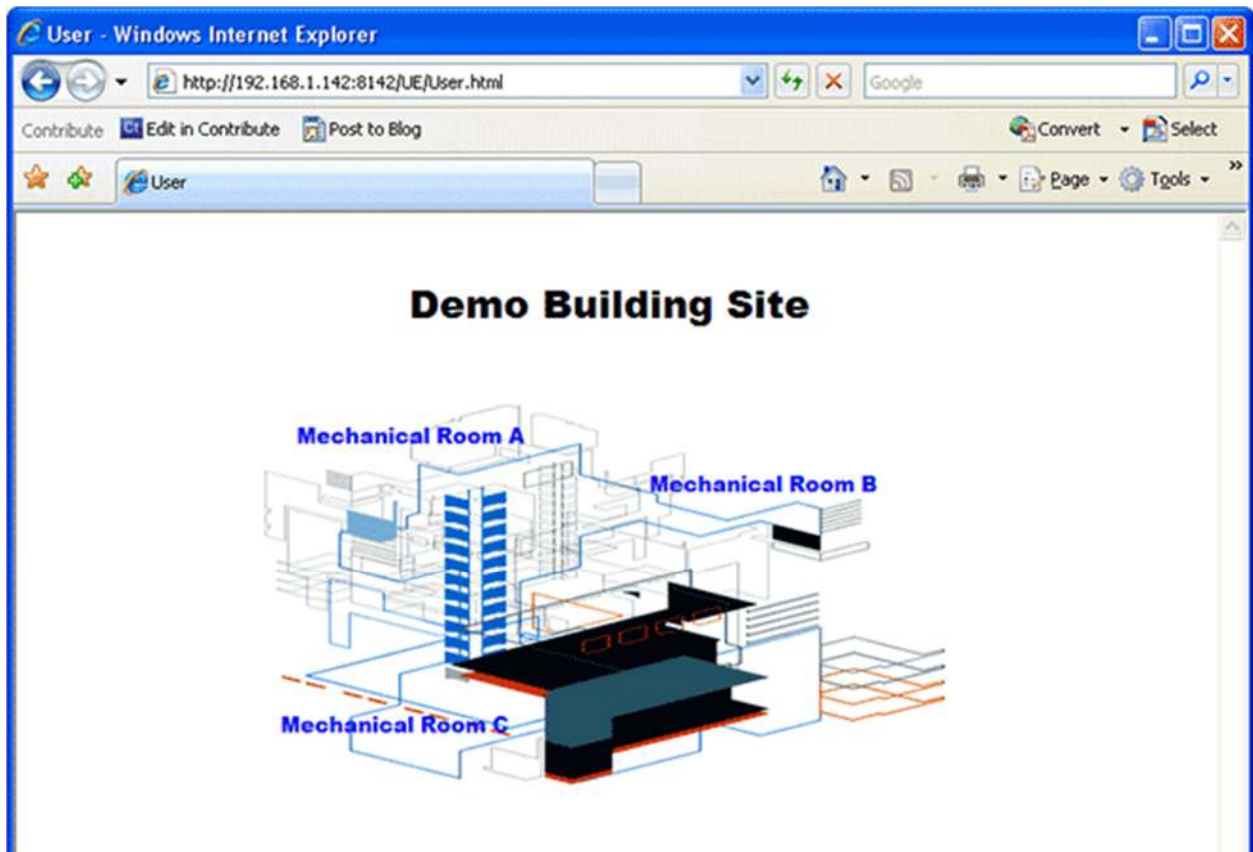 User - Windows Internet Explorer
http://192.168.1.142:8142/UE/User.html
Google
Contribute Edit in Contribute Post to Blog Convert Select
User Page Tools »
Demo Building Site
Mechanical Room A
Mechanical Room B
Mechanical Room C